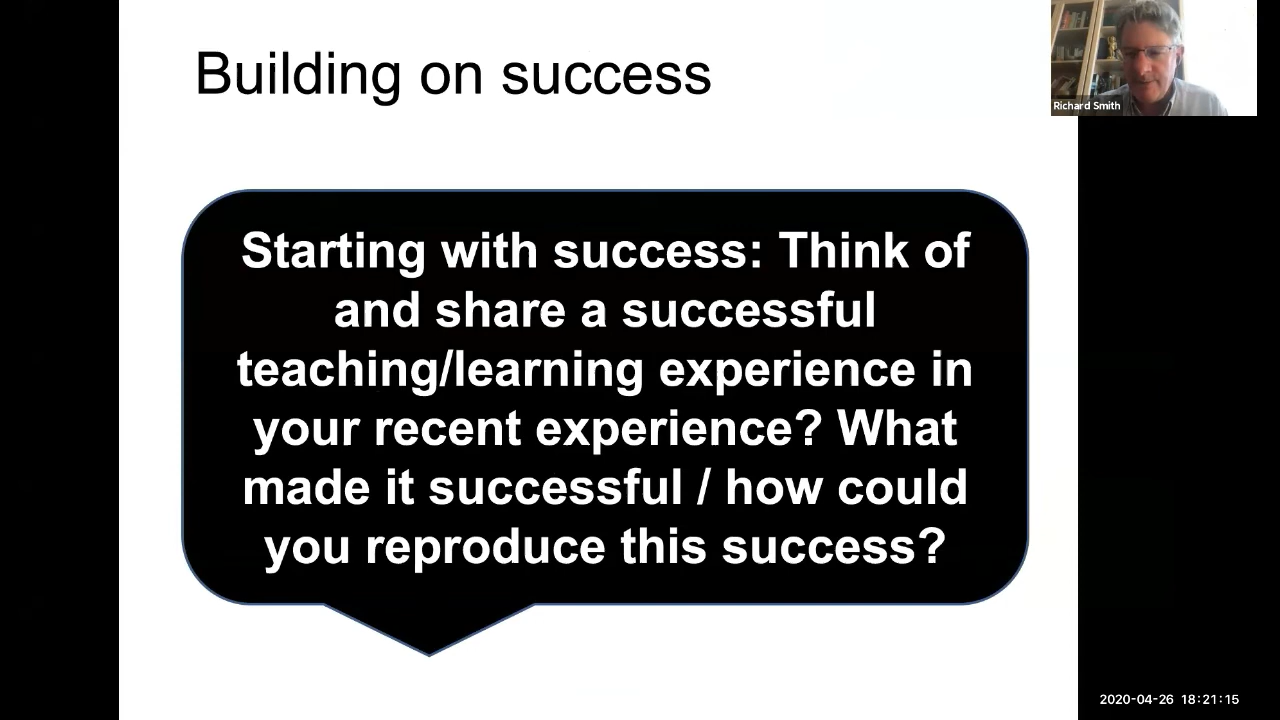 Building on success
Richard Smith
Starting with success: Think of
and share a successful
teaching/learning experience in
your recent experience? What
made it successful / how could
you reproduce this success?
2020-04-26 18:21:15